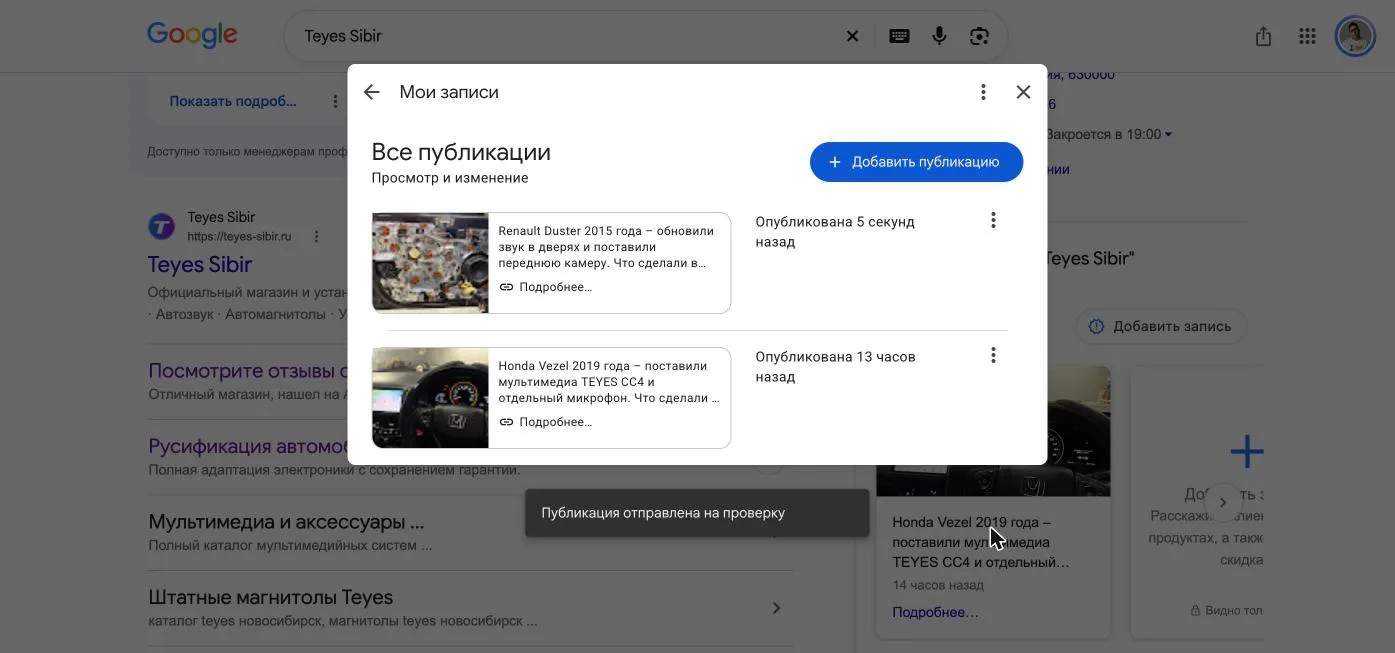 Google
Teyes Sibir
ия, 630000
Показать подроб...
6
Закроется в 19:00
Доступно только менеджерам проф
нии
Мои записи
Все публикации
Просмотр и изменение
+ Добавить публикацию
Renault Duster 2015 года – обновили
звук в дверях и поставили
переднюю камеру. Что сделали в...
Подробнее...
Опубликована 5 секунд
назад
Honda Vezel 2019 года – поставили
мультимедиа TEYES CC4 и
отдельный микрофон. Что сделали ...
Подробнее...
Опубликована 13 часов
назад
Публикация отправлена на проверку
Teyes Sibir
https://teyes-sibir.ru
Teyes Sibir
Официальный магазин и устан
· Автозвук · Автомагнитолы · У
Посмотрите отзывы о
Отличный магазин, нашел на А
Русификация автомоб
Полная адаптация электроники с сохранением гарантии.
Мультимедиа и аксессуары ...
Полный каталог мультимедийных систем ...
Штатные магнитолы Teyes
каталог teyes новосибирск, магнитолы teyes новосибирск ...
Teyes Sibir"
Добавить запись
Honda Vezel 2019 года –
поставили мультимедиа
TEYES CC4 и отдельный...
14 часов назад
Подробнее...
Расскажи
продуктах, а такж
скидка
Видно тол